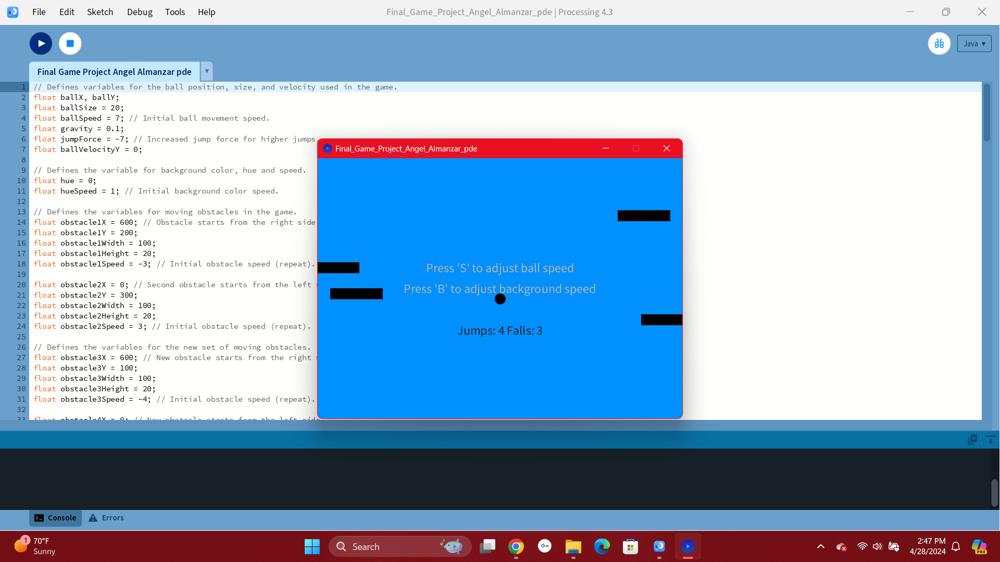 File Edit Sketch Debug Tools Help
Final_Game_Project_Angel_Almanzar_pde | Processing 4.3
Java ▾
Final Game Project Angel Almanzar pde ▾
1 // Defines variables for the ball position, size, and velocity used in the game.
2 float ballX, ballY;
3 float ballSize = 20;
4 float ballSpeed = 7; // Initial ball movement speed.
5 float gravity = 0.1;
6 float jumpForce = -7; // Increased jump force for higher jumps.
7 float ballVelocityY = 0;
8
9 // Defines the variable for background color, hue and speed.
10 float hue = 0;
11 float hueSpeed = 1; // Initial background color speed.
12
13 // Defines the variables for moving obstacles in the game.
14 float obstacle1X = 600; // Obstacle starts from the right side
15 float obstacle1Y = 200;
16 float obstacle1Width = 100;
17 float obstacle1Height = 20;
18 float obstacle1Speed = -3; // Initial obstacle speed (repeat).
19
20 float obstacle2X = 0; // Second obstacle starts from the left
21 float obstacle2Y = 300;
22 float obstacle2Width = 100;
23 float obstacle2Height = 20;
24 float obstacle2Speed = 3; // Initial obstacle speed (repeat).
25
26 // Defines the variables for the new set of moving obstacles.
27 float obstacle3X = 600; // New obstacle starts from the right
28 float obstacle3Y = 100;
29 float obstacle3Width = 100;
30 float obstacle3Height = 20;
31 float obstacle3Speed = -4; // Initial obstacle speed (repeat).
32
33 float obstacle4X = 0; // New obstacle starts from the left side
Final_Game_Project_Angel_Almanzar_pde
Press 'S' to adjust ball speed
Press 'B' to adjust background speed
Jumps: 4 Falls: 3
Console Errors
1
70°F
Sunny
Search
2:47 PM
4/28/2024
PRE